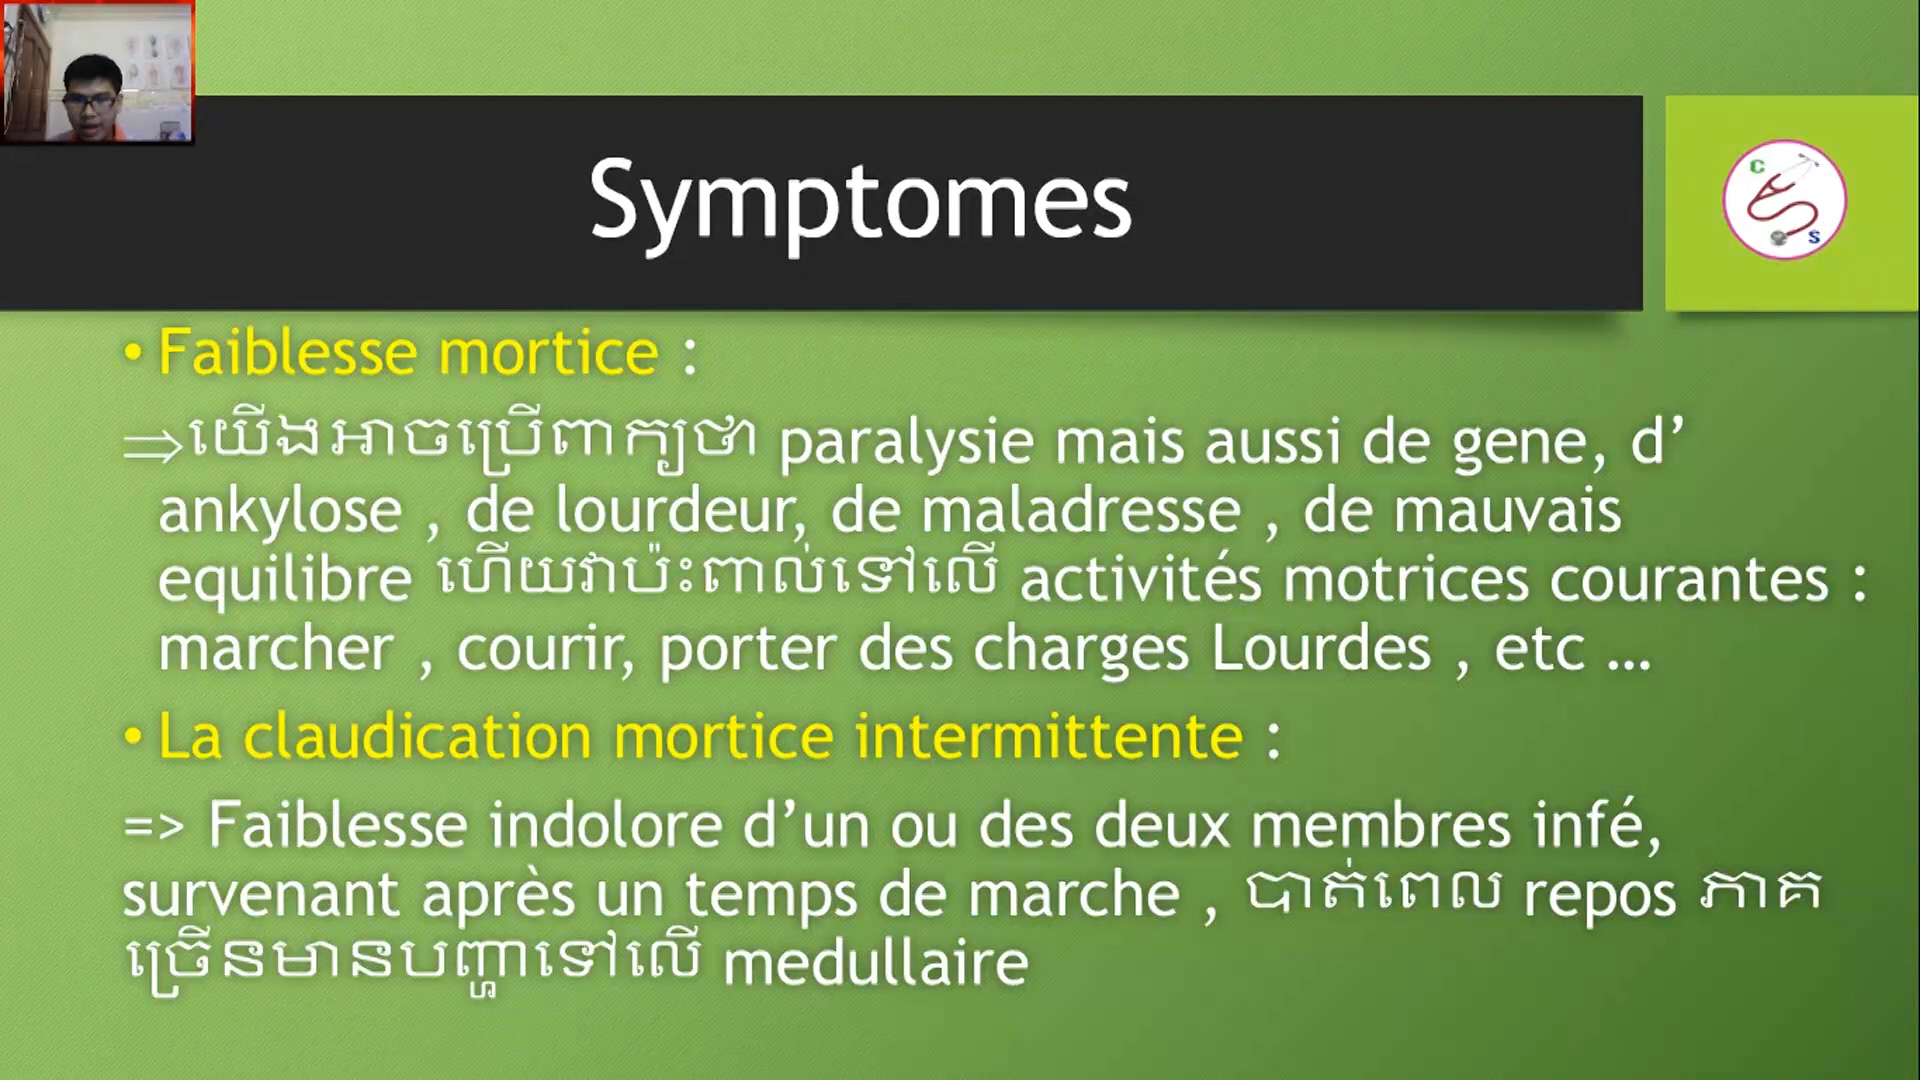 Symptomes
C
S
• Faiblesse mortice :
⇒យើងអាចប្រើពាក្យថា paralysie mais aussi de gene, d’
ankylose , de lourdeur, de maladresse , de mauvais
equilibre ហើយវាប៉ះពាល់ទៅលើ activités motrices courantes :
marcher , courir, porter des charges Lourdes , etc …
• La claudication mortice intermittente :
=> Faiblesse indolore d’un ou des deux membres infé,
survenant après un temps de marche , បាត់ពេល repos ភាគ
ច្រើនមានបញ្ហាទៅលើ medullaire